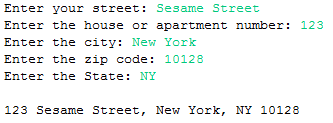 Enter your street: Sesame Street
Enter the house or apartment number: 123
Enter the city: New York
Enter the zip code: 10128
Enter the State: NY
123 Sesame Street, New York, NY 10128